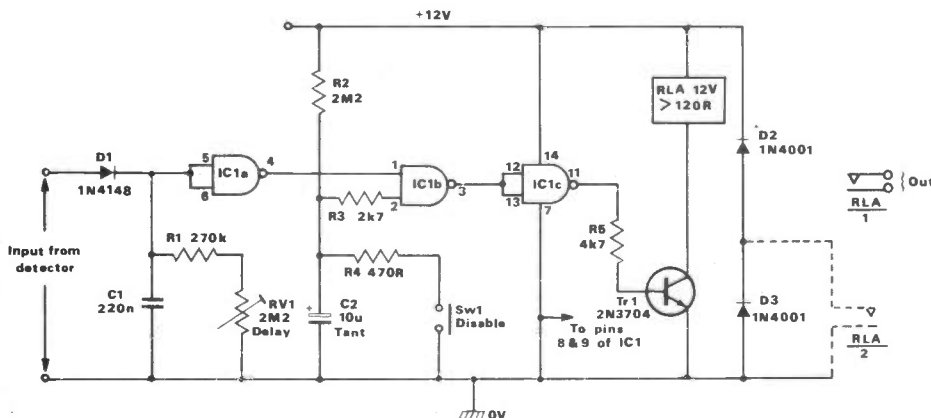 +12V
R2
2M2
RLA 12V
> 120R
D1
1N4148
5
6
IC1a
4
1
2
IC1b
3
12
13
14
IC1c
11
7
D2
1N4001
Out
RLA
1
R3 2k7
R5
4k7
Input from
detector
R1 270k
R4 470R
C1
220n
RV1
2M2
Delay
C2
10u
Tant
Sw1
Disable
Tr1
2N3704
To pins
8 & 9 of IC1
D3
1N4001
RLA
2
+
0V